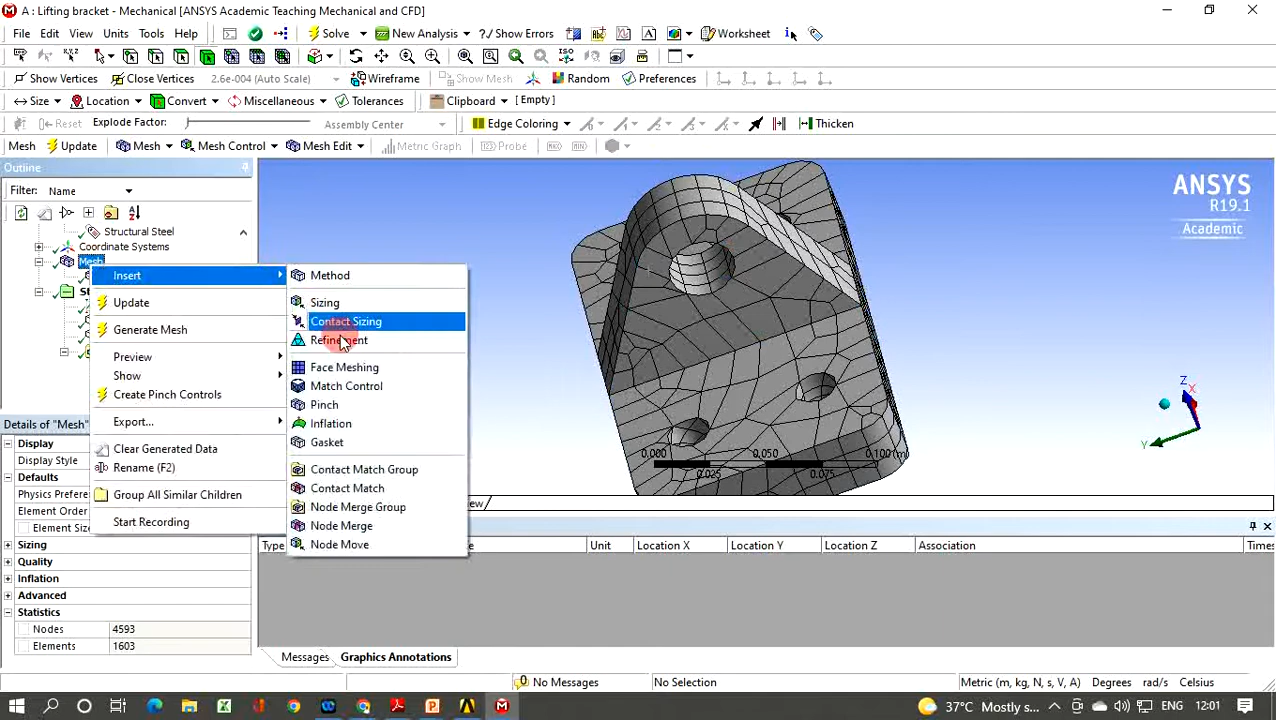 A : Lifting bracket - Mechanical [ANSYS Academic Teaching Mechanical and CFD]
File Edit View Units Tools Help Solve New Analysis ?/ Show Errors A Worksheet i
Show Vertices Close Vertices 2.6e-004 (Auto Scale) Wireframe Show Mesh Random Preferences
Size Location Convert Miscellaneous Tolerances Clipboard [ Empty ]
Reset Explode Factor: Assembly Center Edge Coloring Thicken
Mesh Update Mesh Mesh Control Mesh Edit Metric Graph Probe
Outline
Filter: Name
Structural Steel
Coordinate Systems
Mesh
Insert
Update
Generate Mesh
Preview
Show
Create Pinch Controls
Export...
Clear Generated Data
Rename (F2)
Group All Similar Children
Start Recording
Method
Sizing
Contact Sizing
Refinement
Face Meshing
Match Control
Pinch
Inflation
Gasket
Contact Match Group
Contact Match
Node Merge Group
Node Merge
Node Move
ANSYS
R19.1
Academic
Z
X
Y
0.000 0.050 0.100 (m)
0.025 0.075
Details of "Mesh"
Display
Display Style
Defaults
Physics Prefere
Element Order
Element Size
Sizing
Quality
Inflation
Advanced
Statistics
Nodes 4593
Elements 1603
Type Unit Location X Location Y Location Z Association Times
Messages Graphics Annotations
No Messages No Selection Metric (m, kg, N, s, V, A) Degrees rad/s Celsius
37°C Mostly s... ENG 12:01